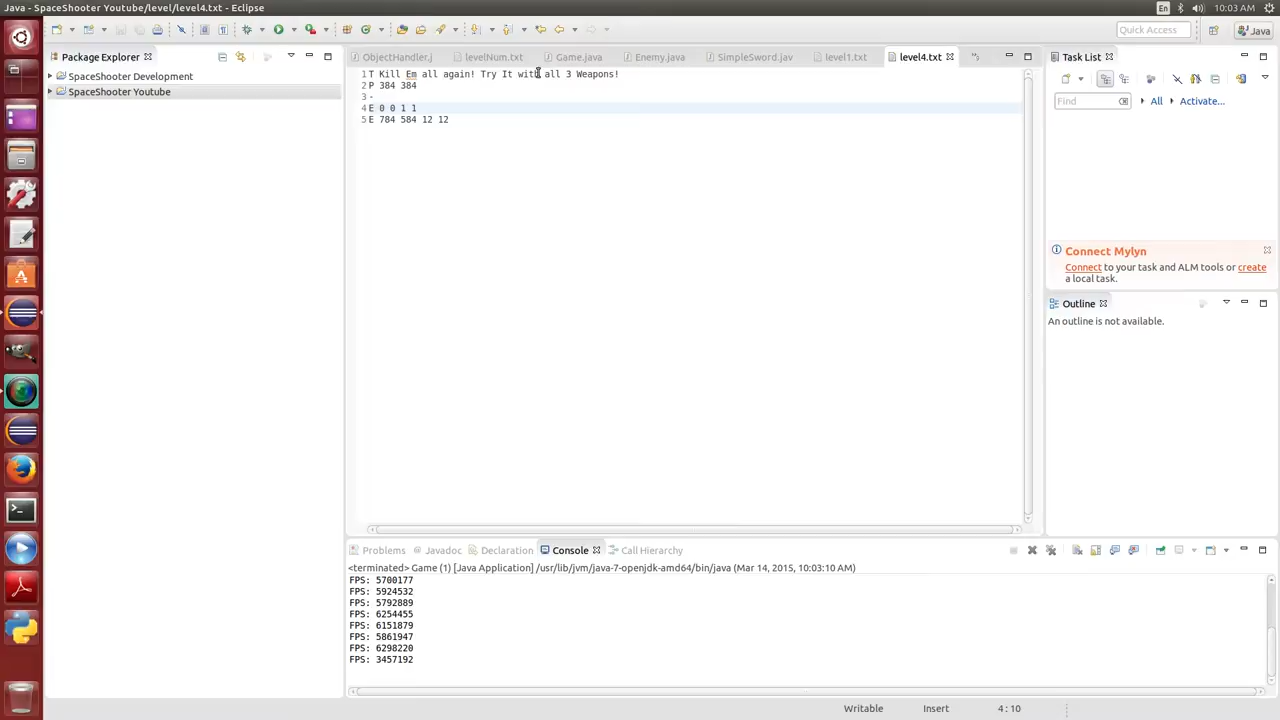 Java - SpaceShooter Youtube/level/level4.txt - Eclipse
En
10:03 AM
Quick Access
Java
Package Explorer
ObjectHandler.j
levelNum.txt
Game.java
Enemy.java
SimpleSword.jav
level1.txt
level4.txt
Task List
SpaceShooter Development
SpaceShooter Youtube
1 T Kill Em all again! Try It with all 3 Weapons!
2 P 384 384
3 -
4 E 0 0 1 1
5 E 784 584 12 12
Find
All
Activate...
Connect Mylyn
Connect to your task and ALM tools or create
a local task.
Outline
An outline is not available.
Problems
Javadoc
Declaration
Console
Call Hierarchy
<terminated> Game (1) [Java Application] /usr/lib/jvm/java-7-openjdk-amd64/bin/java (Mar 14, 2015, 10:03:10 AM)
FPS: 5700177
FPS: 5924532
FPS: 5792889
FPS: 6254455
FPS: 6151879
FPS: 5861947
FPS: 6298220
FPS: 3457192
Writable
Insert
4 : 10